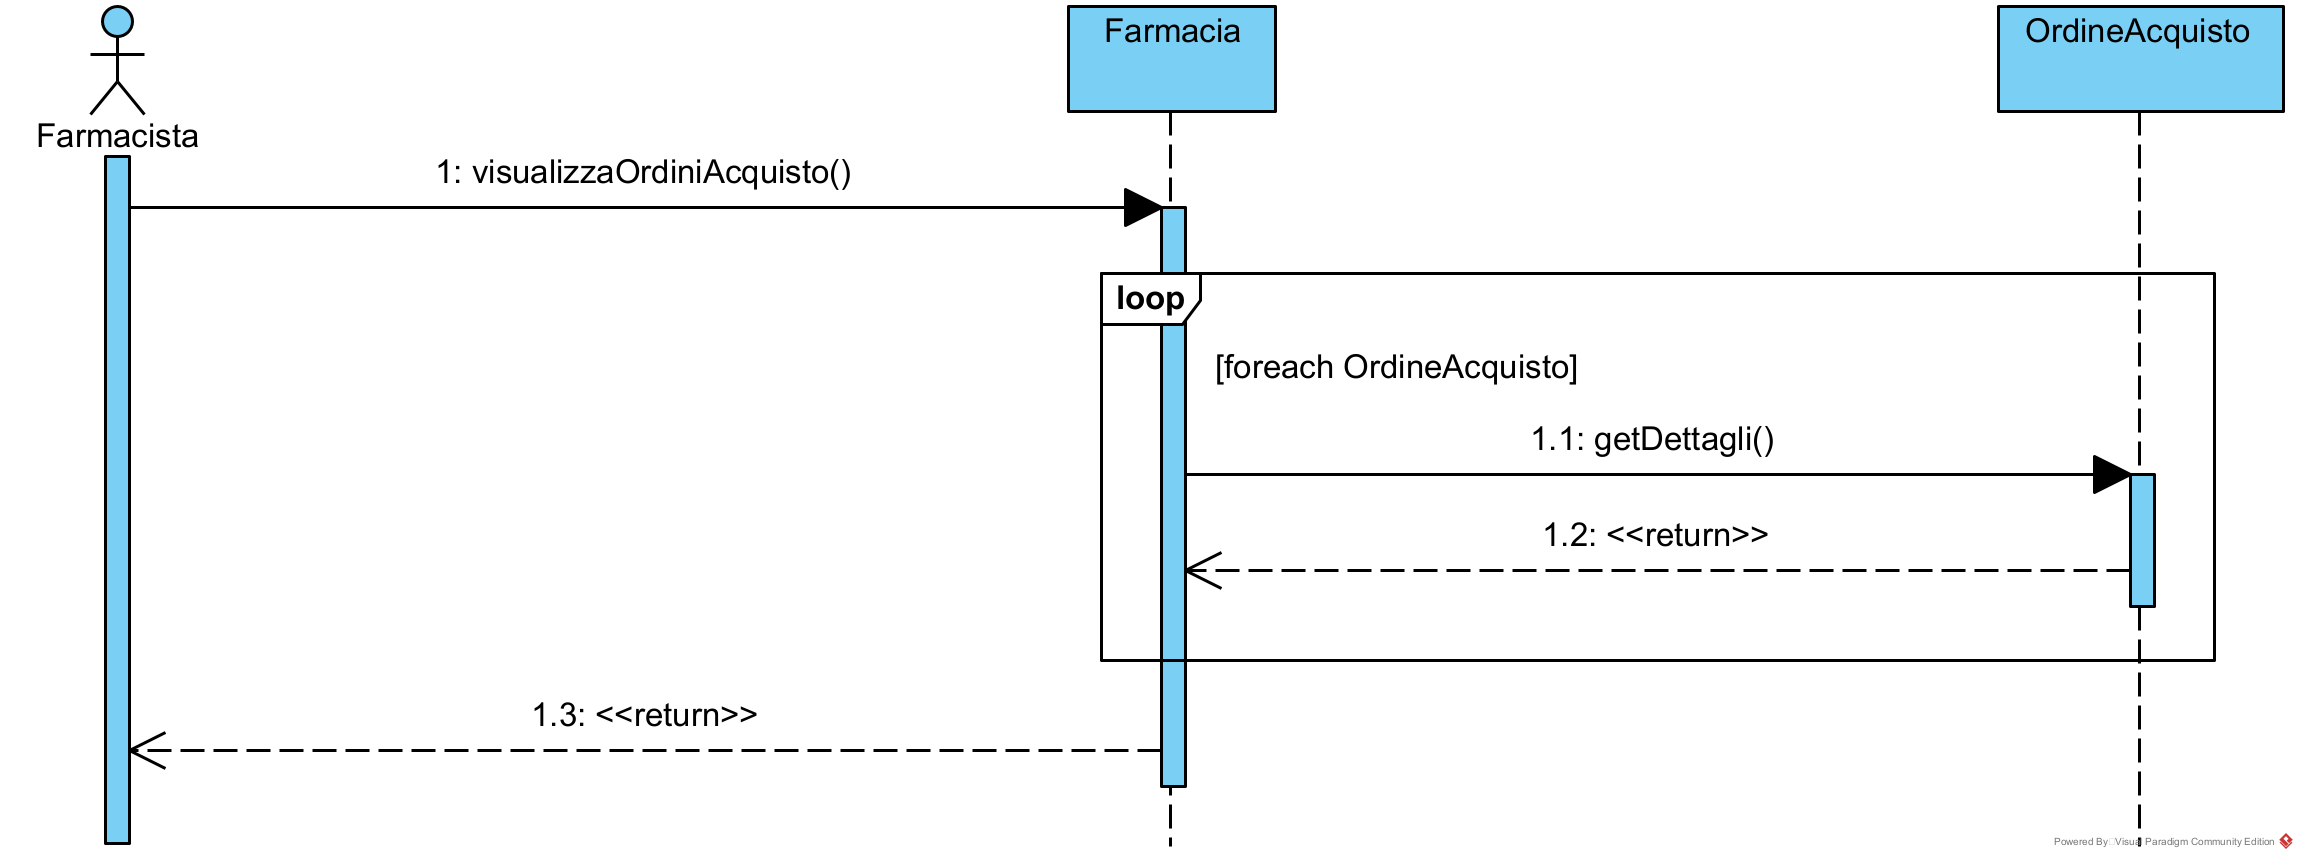 Farmacia
OrdineAcquisto
Farmacista
1: visualizzaOrdiniAcquisto()
loop
[foreach OrdineAcquisto]
1.1: getDettagli()
1.2: <<return>>
1.3: <<return>>
Powered By Visual Paradigm Community Edition